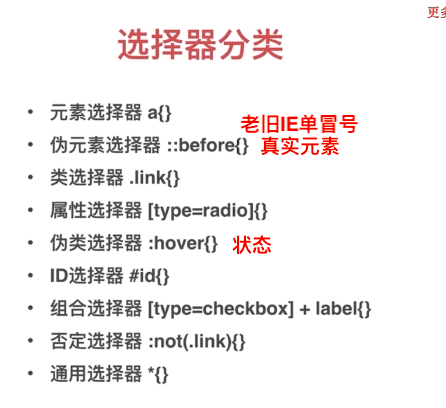 更多
选择器分类
• 元素选择器 a{}
老旧IE单冒号
• 伪元素选择器 ::before{} 真实元素
• 类选择器 .link{}
• 属性选择器 [type=radio]{}
• 伪类选择器 :hover{} 状态
• ID选择器 #id{}
• 组合选择器 [type=checkbox] + label{}
• 否定选择器 :not(.link){}
• 通用选择器 *{}